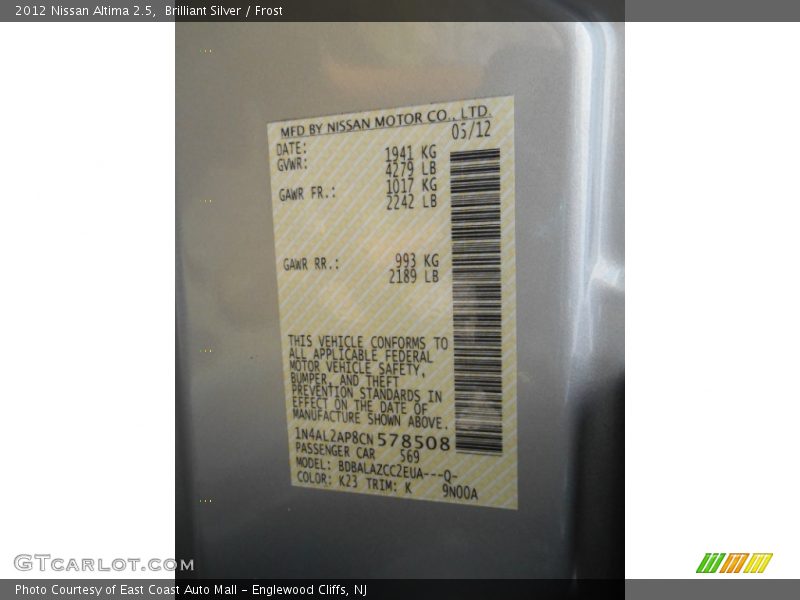 2012 Nissan Altima 2.5,  Brilliant Silver / Frost
MFD BY NISSAN MOTOR CO., LTD.
DATE: 05/12
GVWR: 1941 KG
4279 LB
GAWR FR.: 1017 KG
2242 LB
GAWR RR.: 993 KG
2189 LB
THIS VEHICLE CONFORMS TO
ALL APPLICABLE FEDERAL
MOTOR VEHICLE SAFETY,
BUMPER, AND THEFT
PREVENTION STANDARDS IN
EFFECT ON THE DATE OF
MANUFACTURE SHOWN ABOVE.
1N4AL2AP8CN578508
PASSENGER CAR 569
MODEL: BDBALAZCC2EUA---Q-
COLOR: K23 TRIM: K 9N00A
GTCARLOT.COM
Photo Courtesy of East Coast Auto Mall - Englewood Cliffs, NJ